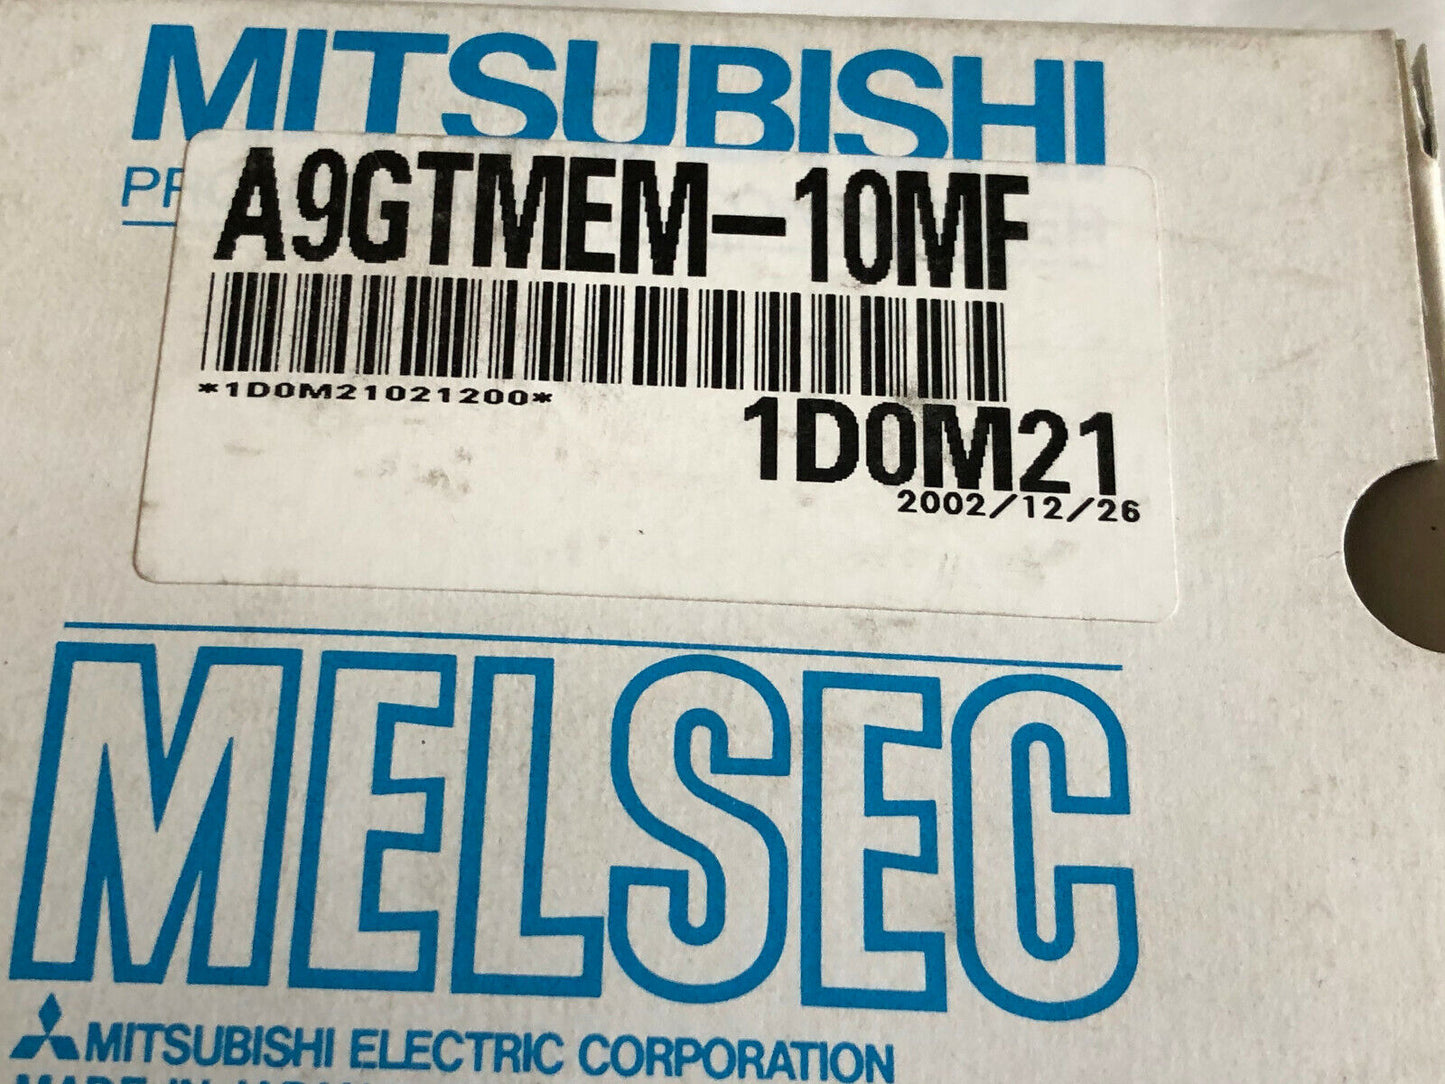 MITSUBISHI
A9GTMEM-10MF
*1D0M21021200*
1D0M21
2002/12/26
MELSEC
MITSUBISHI ELECTRIC CORPORATION